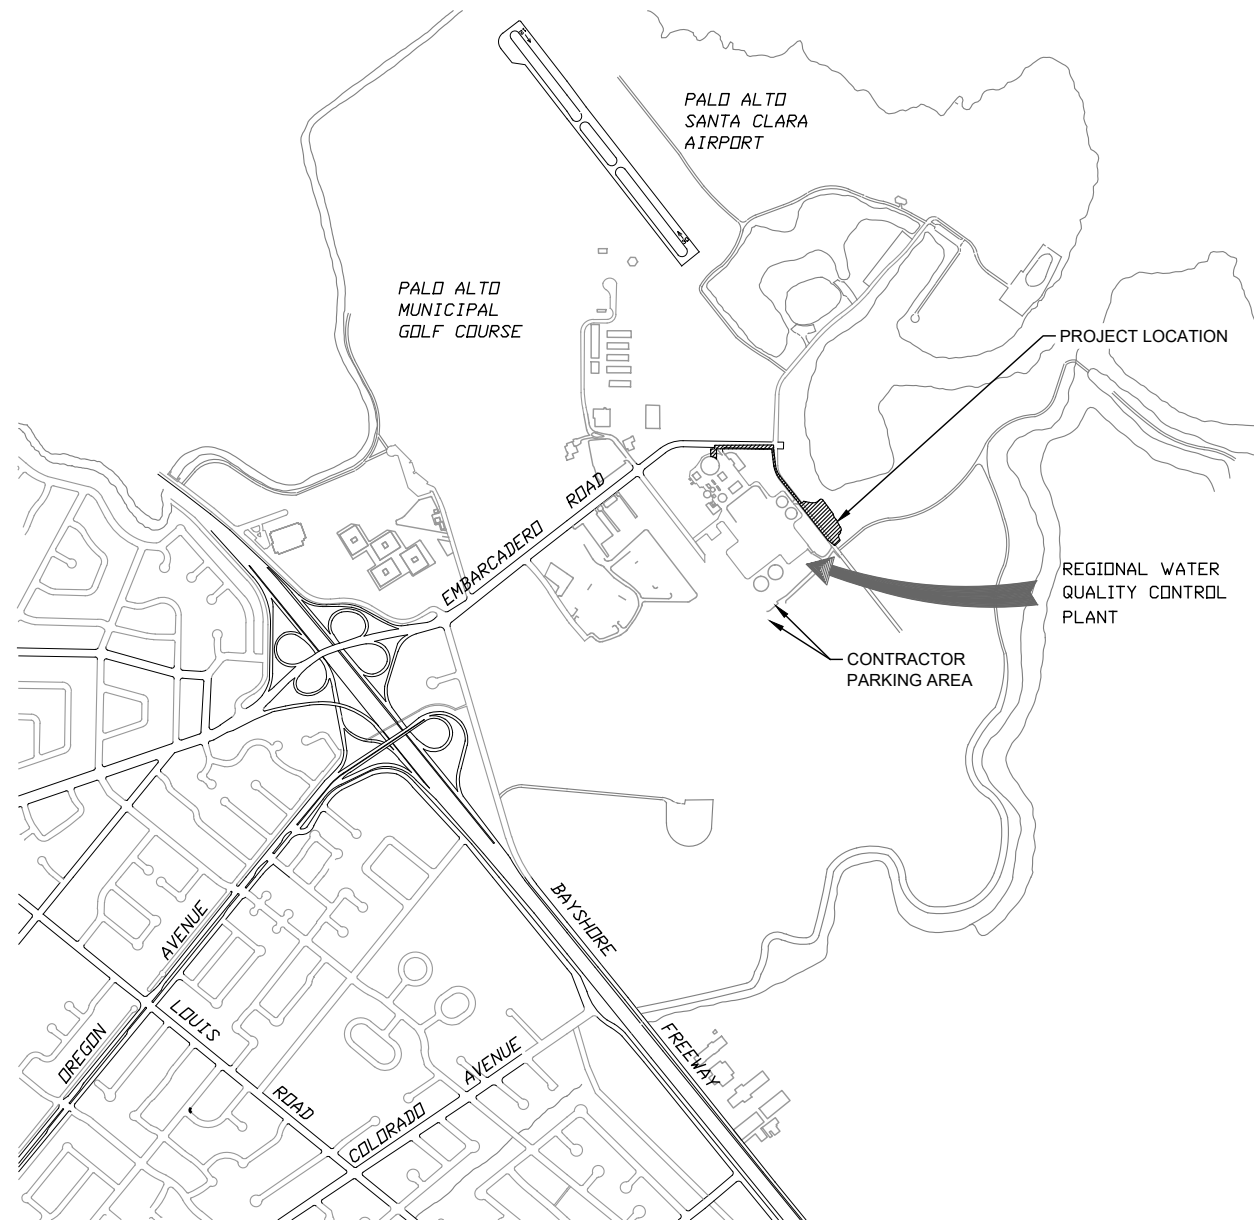 PALO ALTO
SANTA CLARA
AIRPORT
PALO ALTO
MUNICIPAL
GOLF COURSE
PROJECT LOCATION
EMBARCADERO ROAD
REGIONAL WATER
QUALITY CONTROL
PLANT
CONTRACTOR
PARKING AREA
OREGON AVENUE
BAYSHORE FREEWAY
LOUIS ROAD
COLORADO AVENUE